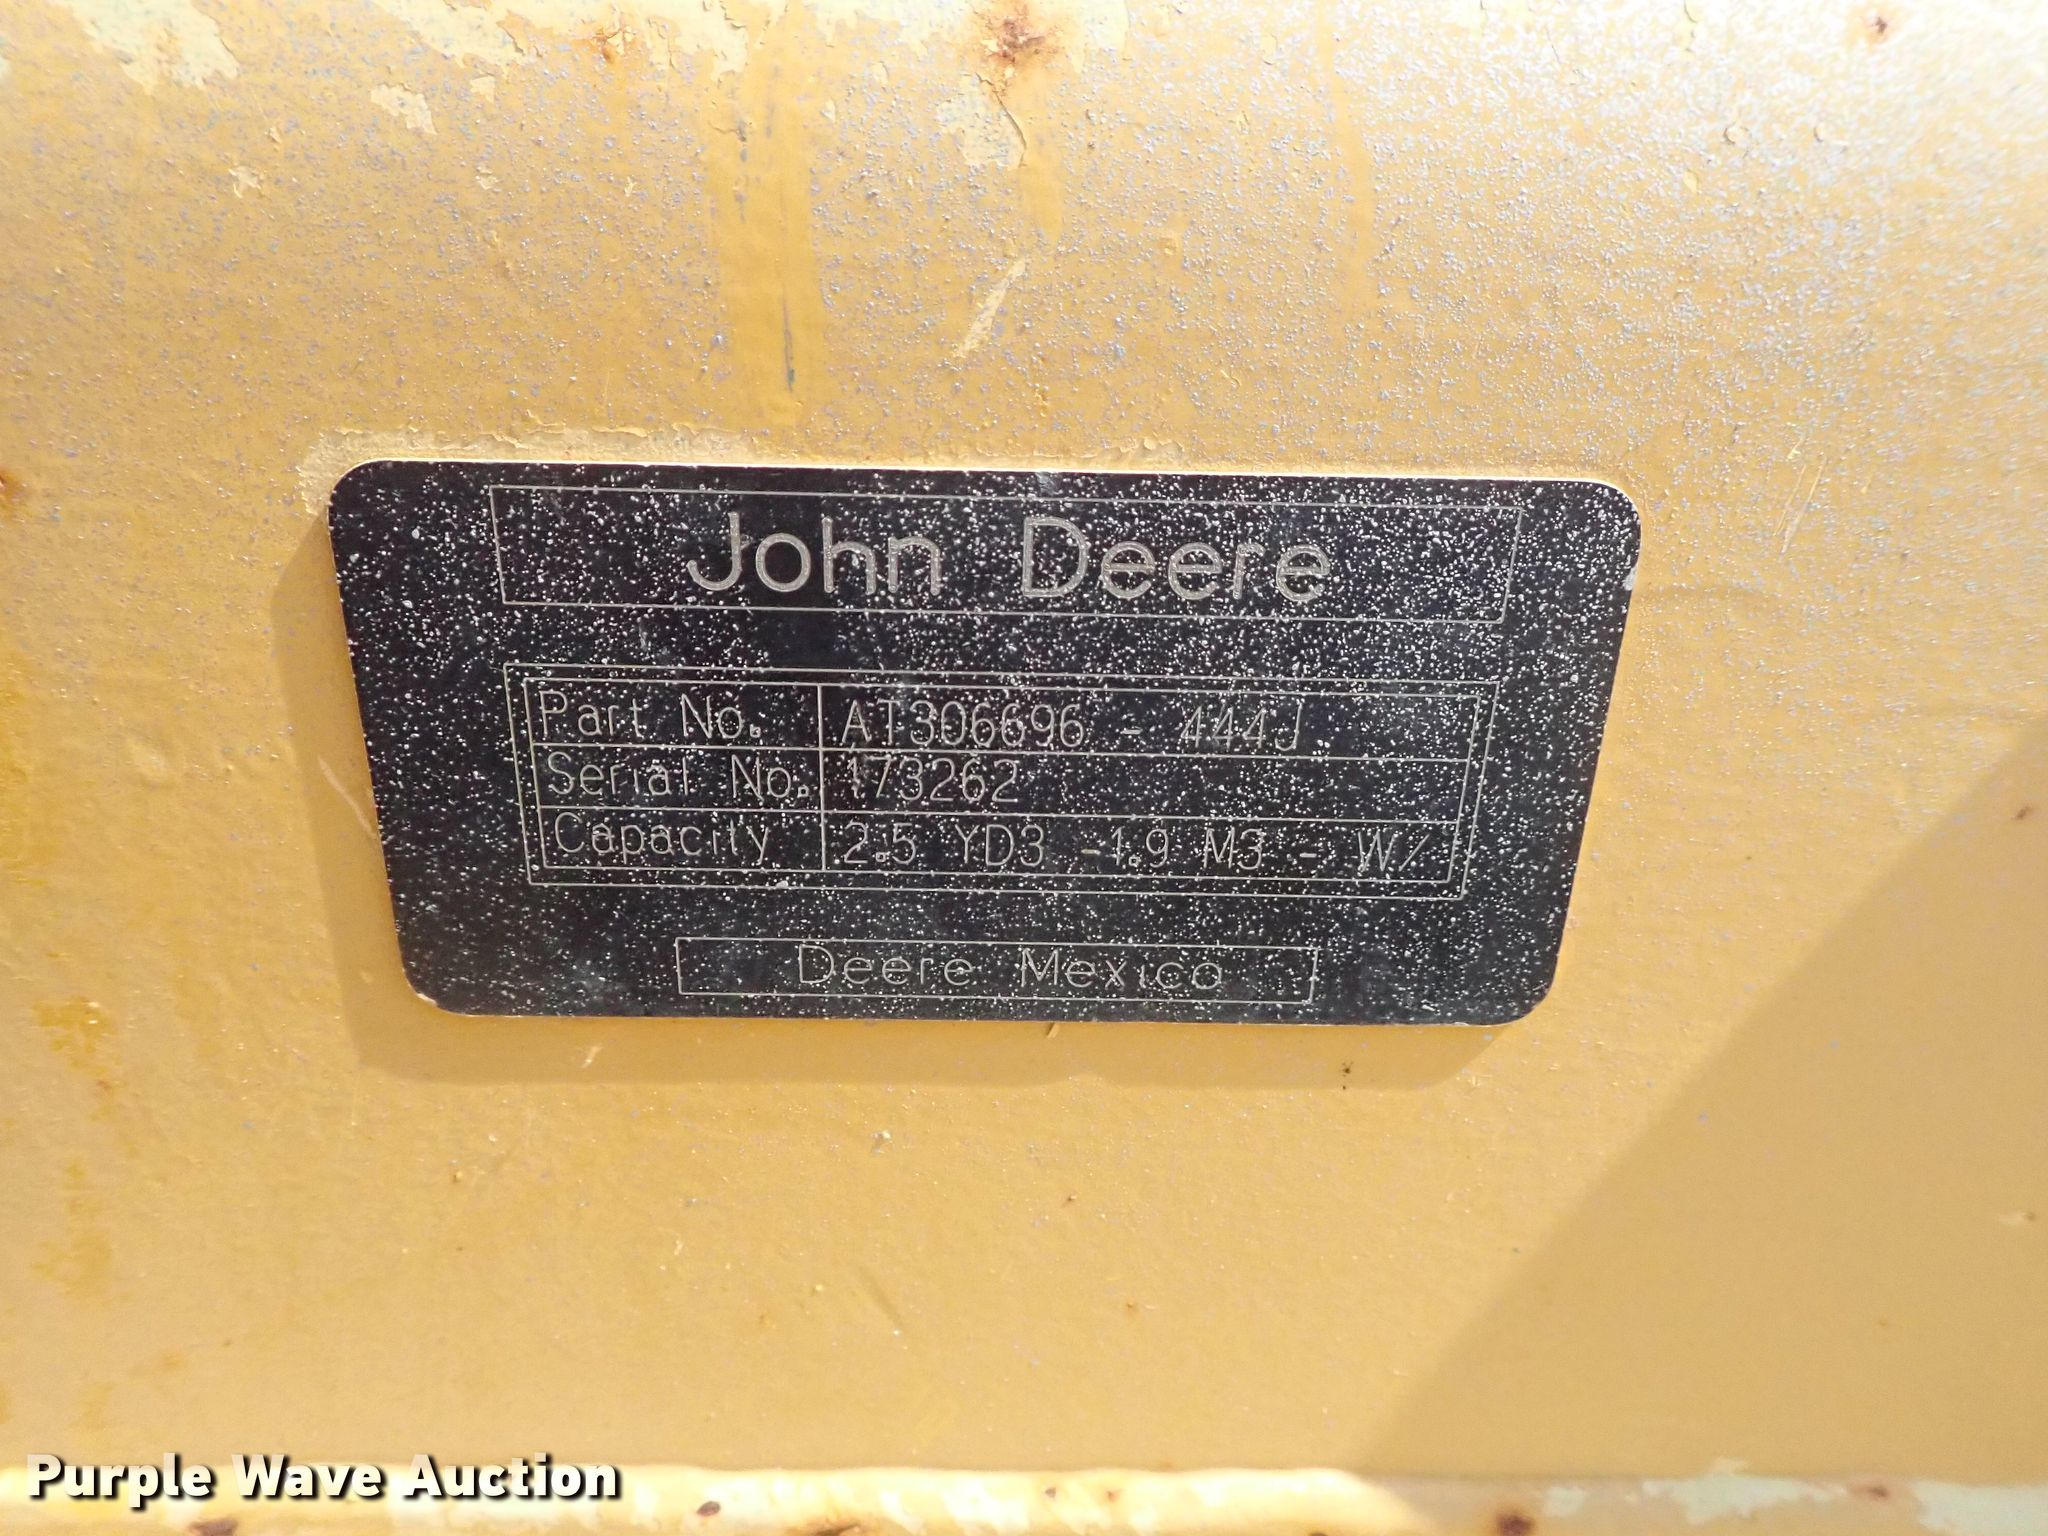 John Deere
Part No. AT306696 - 444J
Serial No. 173262
Capacity 2.5 YD3 -1.9 M3 - W/
Deere Mexico
Purple Wave Auction